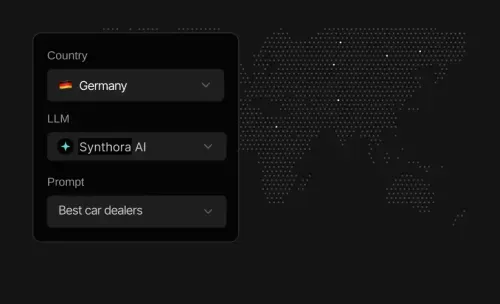 Country
Germany
LLM
Synthora AI
Prompt
Best car dealers